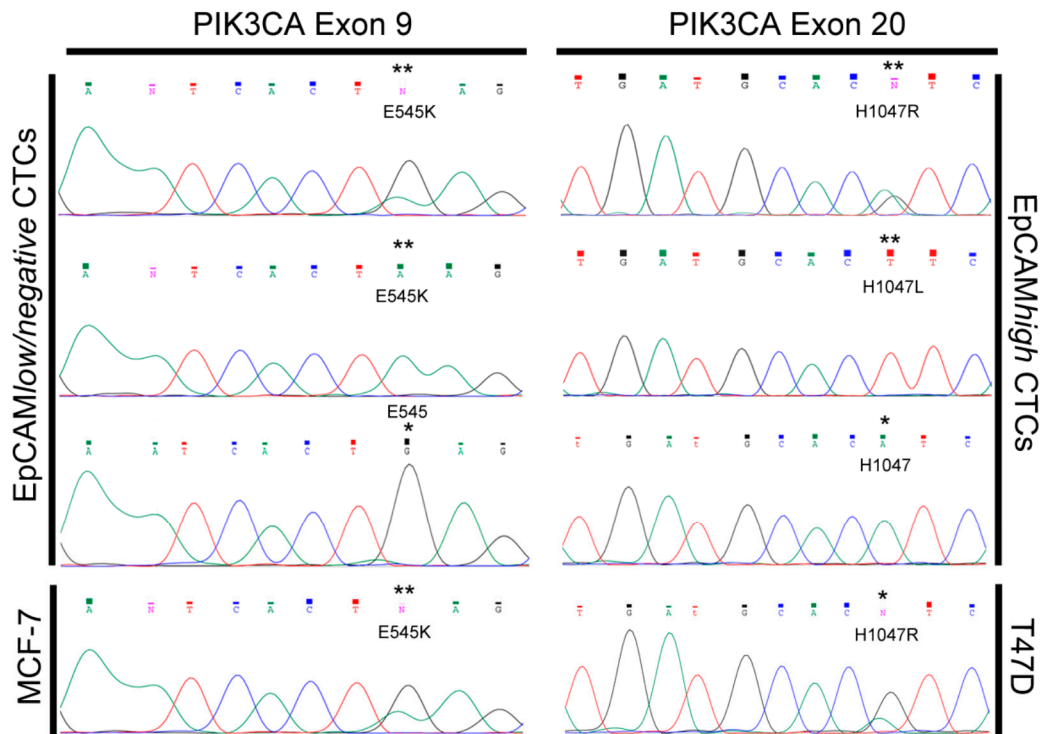 PIK3CA Exon 9
PIK3CA Exon 20
EpCAMlow/negative CTCs
**
A N T C A C T N A G
E545K
**
A N T C A C T A A G
E545K
E545
*
A A T C A C T G A G
MCF-7
**
A N T C A C T N A G
E545K
**
T G A T G C A C N T C
H1047R
**
T G A T G C A C T T C
H1047L
*
t G A t G C A C A T C
H1047
EpCAMhigh CTCs
*
T G A t G C A C N T C
H1047R
T47D